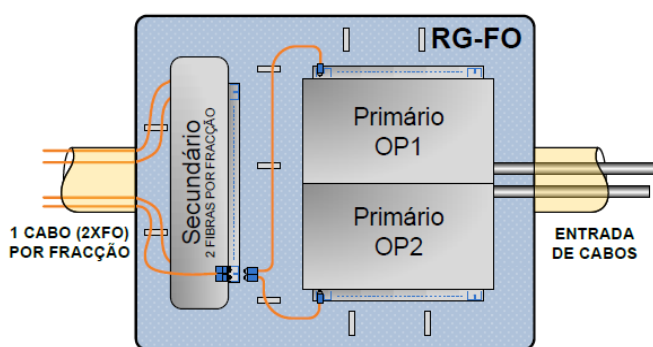 RG-FO
Secundário
2 FIBRAS POR FRACÇÃO
Primário
OP1
Primário
OP2
1 CABO (2XFO)
POR FRACÇÃO
ENTRADA
DE CABOS